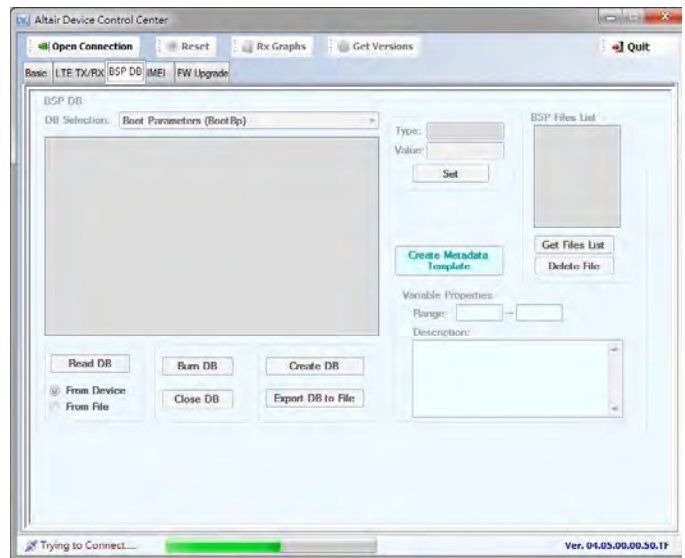 Altair Device Control Center
Open Connection Reset Rx Graphs Get Versions Quit
Basic LTE TX/RX BSP DB IMEI FW Upgrade
BSP DB
DB Selection: Boot Parameters (BootBp)
Type:
Value:
Set
BSP Files List
Get Files List
Delete File
Create Metadata
Template
Variable Properties
Range: -
Description:
Read DB
From Device
From File
Burn DB
Close DB
Create DB
Export DB to File
Trying to Connect.... Ver. 04.05.00.00.50.TF